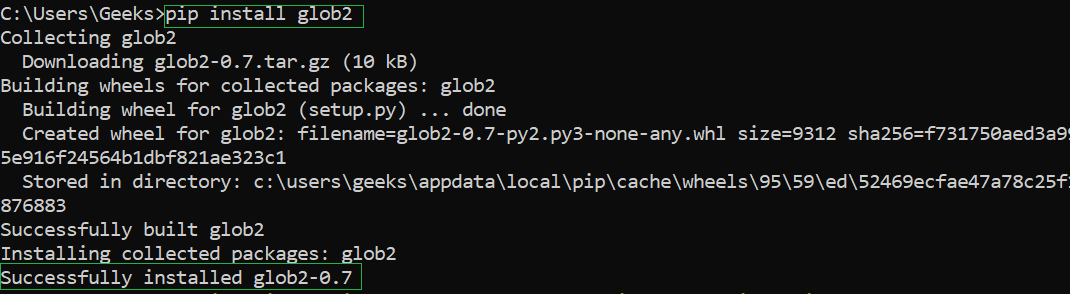 C:\Users\Geeks>pip install glob2
Collecting glob2
  Downloading glob2-0.7.tar.gz (10 kB)
Building wheels for collected packages: glob2
  Building wheel for glob2 (setup.py) ... done
  Created wheel for glob2: filename=glob2-0.7-py2.py3-none-any.whl size=9312 sha256=f731750aed3a99
5e916f24564b1dbf821ae323c1
  Stored in directory: c:\users\geeks\appdata\local\pip\cache\wheels\95\59\ed\52469ecfae47a78c25f
876883
Successfully built glob2
Installing collected packages: glob2
Successfully installed glob2-0.7